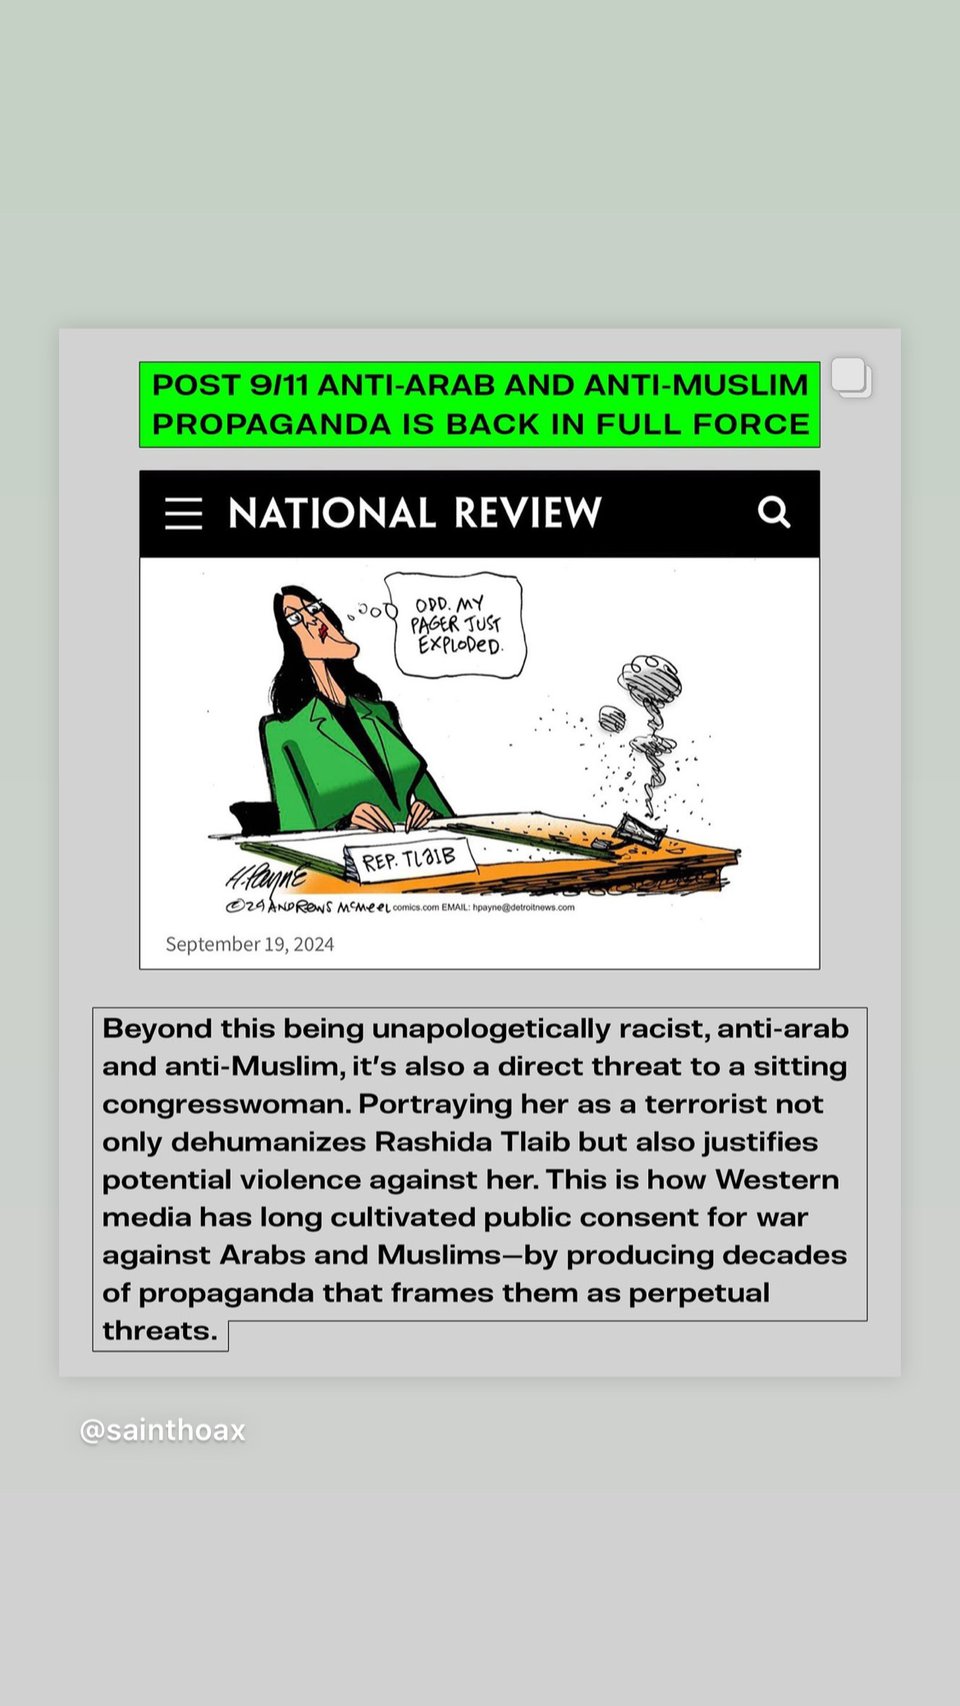 POST 9/11 ANTI-ARAB AND ANTI-MUSLIM
PROPAGANDA IS BACK IN FULL FORCE
NATIONAL REVIEW
ODD. MY
PAGER JUST
EXPLODED.
REP. TLAIB
H. Payne
©24 ANDREWS McMEEL comics.com EMAIL: hpayne@detroitnews.com
September 19, 2024
Beyond this being unapologetically racist, anti-arab
and anti-Muslim, it's also a direct threat to a sitting
congresswoman. Portraying her as a terrorist not
only dehumanizes Rashida Tlaib but also justifies
potential violence against her. This is how Western
media has long cultivated public consent for war
against Arabs and Muslims—by producing decades
of propaganda that frames them as perpetual
threats.
@sainthoax